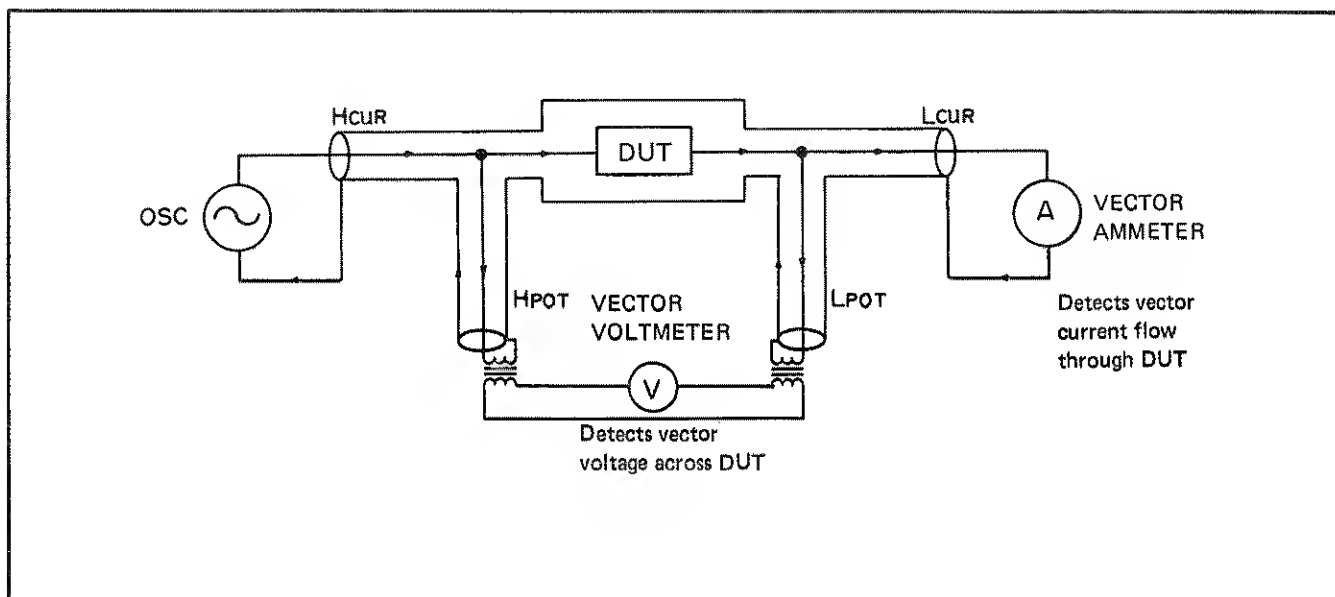 HCUR
LCUR
DUT
OSC
A
VECTOR
AMMETER
HPOT
VECTOR
VOLTMETER
LPOT
Detects vector
current flow
through DUT
V
Detects vector
voltage across DUT